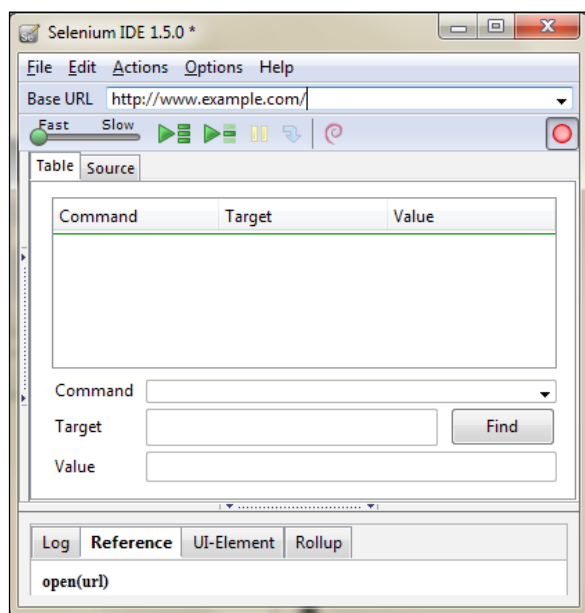 Selenium IDE 1.5.0 *
File Edit Actions Options Help
Base URL http://www.example.com/
Fast Slow
Table Source
Command Target Value
Command
Target Find
Value
Log Reference UI-Element Rollup
open(url)